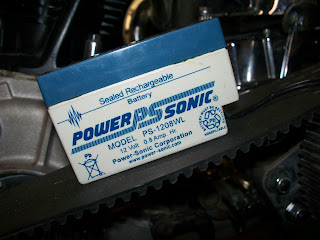 Sealed Rechargeable
Battery
POWER PS SONIC®
MODEL PS-1208WL
12 Volt 0.8 Amp. Hr.
Power-Sonic Corporation
www.power-sonic.com
Pb